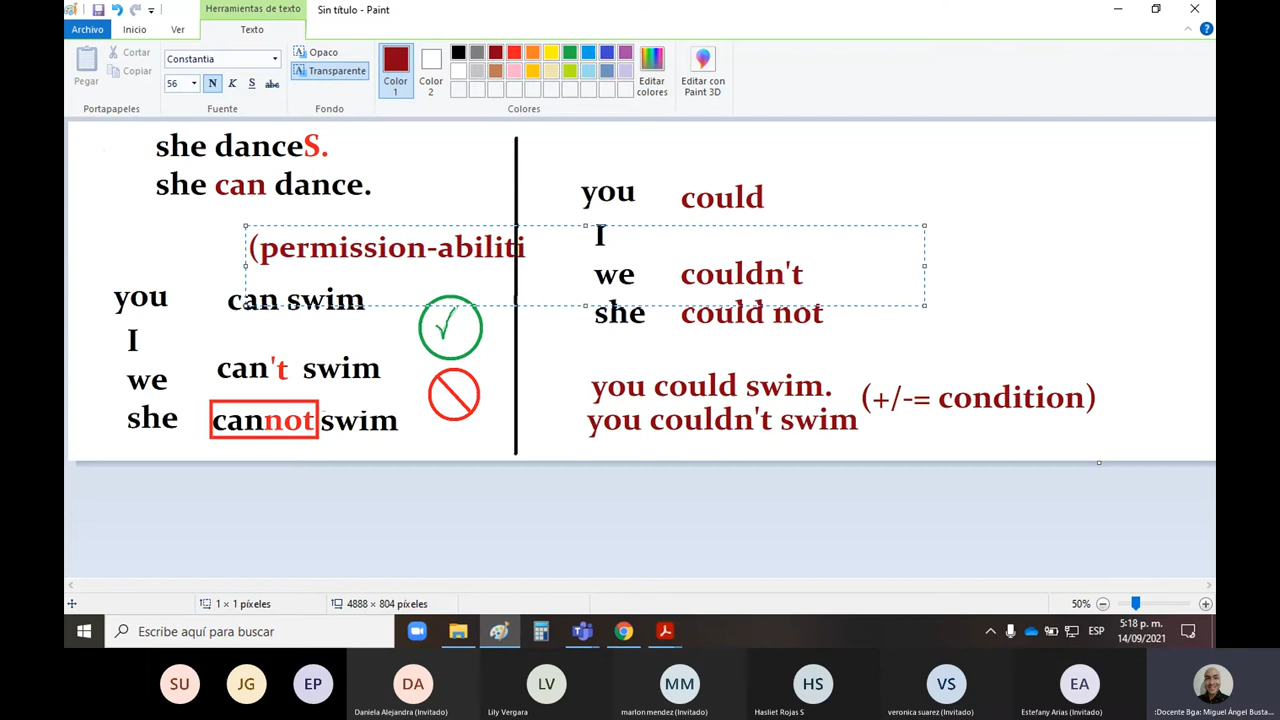 Herramientas de texto
Sin título - Paint
Archivo
Inicio
Ver
Texto
Pegar
Cortar
Copiar
Portapapeles
Constantia
56
N
K
S
abc
Fuente
Opaco
Transparente
Fondo
Color
1
Color
2
Editar
colores
Colores
Editar con
Paint 3D
she danceS.
she can dance.
(permission-abiliti
you
can swim
I
we
can't swim
she
cannot swim
you
could
I
we
couldn't
she
could not
you could swim.
you couldn't swim
(+/-= condition)
1 × 1 píxeles
4888 × 804 píxeles
50%
Escribe aquí para buscar
ESP
5:18 p. m.
14/09/2021
SU
JG
EP
DA
Daniela Alejandra (Invitado)
LV
Lily Vergara
MM
marlon mendez (Invitado)
HS
Hasliet Rojas S
VS
veronica suarez (Invitado)
EA
Estefany Arias (Invitado)
:Docente Bga: Miguel Ángel Busta...